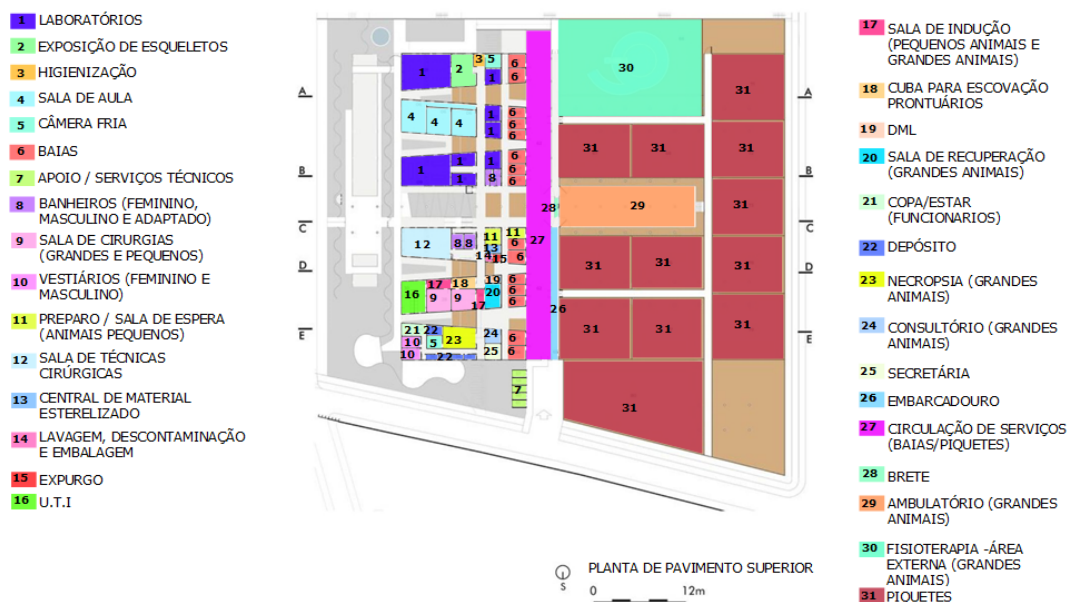 1 LABORATÓRIOS
2 EXPOSIÇÃO DE ESQUELETOS
3 HIGIENIZAÇÃO
4 SALA DE AULA
5 CÂMERA FRIA
6 BAIAS
7 APOIO / SERVIÇOS TÉCNICOS
8 BANHEIROS (FEMININO,
MASCULINO E ADAPTADO)
9 SALA DE CIRURGIAS
(GRANDES E PEQUENOS)
10 VESTIÁRIOS (FEMININO E
MASCULINO)
11 PREPARO / SALA DE ESPERA
(ANIMAIS PEQUENOS)
12 SALA DE TÉCNICAS
CIRÚRGICAS
13 CENTRAL DE MATERIAL
ESTERELIZADO
14 LAVAGEM, DESCONTAMINAÇÃO
E EMBALAGEM
15 EXPURGO
16 U.T.I
30
1 2 3 5 6
1 6
31
A A
4 4 4 1 6
1 6
6
31 31 31
B B
1 1 1 6
1 8 6
6
28 29 31
C C
27
12 8 8 11 11
13 6
14 15 6
D D
31 31 31
16 17 18 19 6
9 9 20 6
17 6
26
31 31 31
E E
21 22 23 24 6
10 5 25 6
10 22
7
31
PLANTA DE PAVIMENTO SUPERIOR
S 0 12m
17 SALA DE INDUÇÃO
(PEQUENOS ANIMAIS E
GRANDES ANIMAIS)
18 CUBA PARA ESCOVAÇÃO
PRONTUÁRIOS
19 DML
20 SALA DE RECUPERAÇÃO
(GRANDES ANIMAIS)
21 COPA/ESTAR
(FUNCIONARIOS)
22 DEPÓSITO
23 NECROPSIA (GRANDES
ANIMAIS)
24 CONSULTÓRIO (GRANDES
ANIMAIS)
25 SECRETÁRIA
26 EMBARCADOURO
27 CIRCULAÇÃO DE SERVIÇOS
(BAIAS/PIQUETES)
28 BRETE
29 AMBULATÓRIO (GRANDES
ANIMAIS)
30 FISIOTERAPIA -ÁREA
EXTERNA (GRANDES
ANIMAIS)
31 PIQUETES